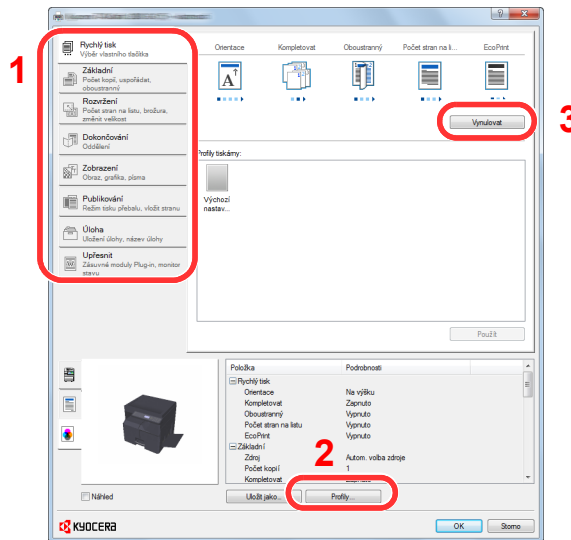 1
Rychlý tisk
Výběr vlastního tlačítka
Základní
Počet kopií, uspořádat,
oboustranný
Rozvržení
Počet stran na listu, brožura,
změnit velikost
Dokončování
Oddělení
Zobrazení
Obraz, grafika, písma
Publikování
Režim tisku přebalu, vložit stranu
Úloha
Uložení úlohy, název úlohy
Upřesnit
Zásuvné moduly Plug-in, monitor
stavu
Orientace Kompletovat Oboustranný Počet stran na li... EcoPrint
A
Vynulovat
3
Profily tiskárny:
Výchozí
nastav...
Použít
Položka Podrobnosti
Rychlý tisk
Orientace Na výšku
Kompletovat Zapnuto
Oboustranný Vypnuto
Počet stran na listu Vypnuto
EcoPrint Vypnuto
Základní
Zdroj Autom. volba zdroje
Počet kopií 1
Kompletovat Zapnuto
2
Náhled
Uložit jako... Profily...
KYOCERA
OK Storno